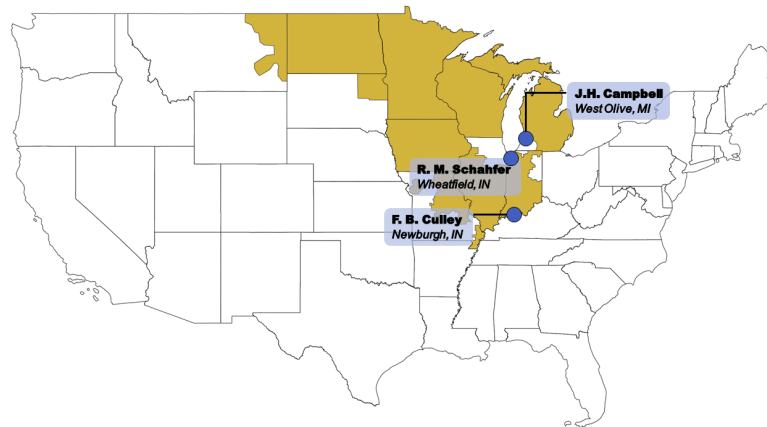 J.H. Campbell
West Olive, MI
R. M. Schahfer
Wheatfield, IN
F. B. Culley
Newburgh, IN